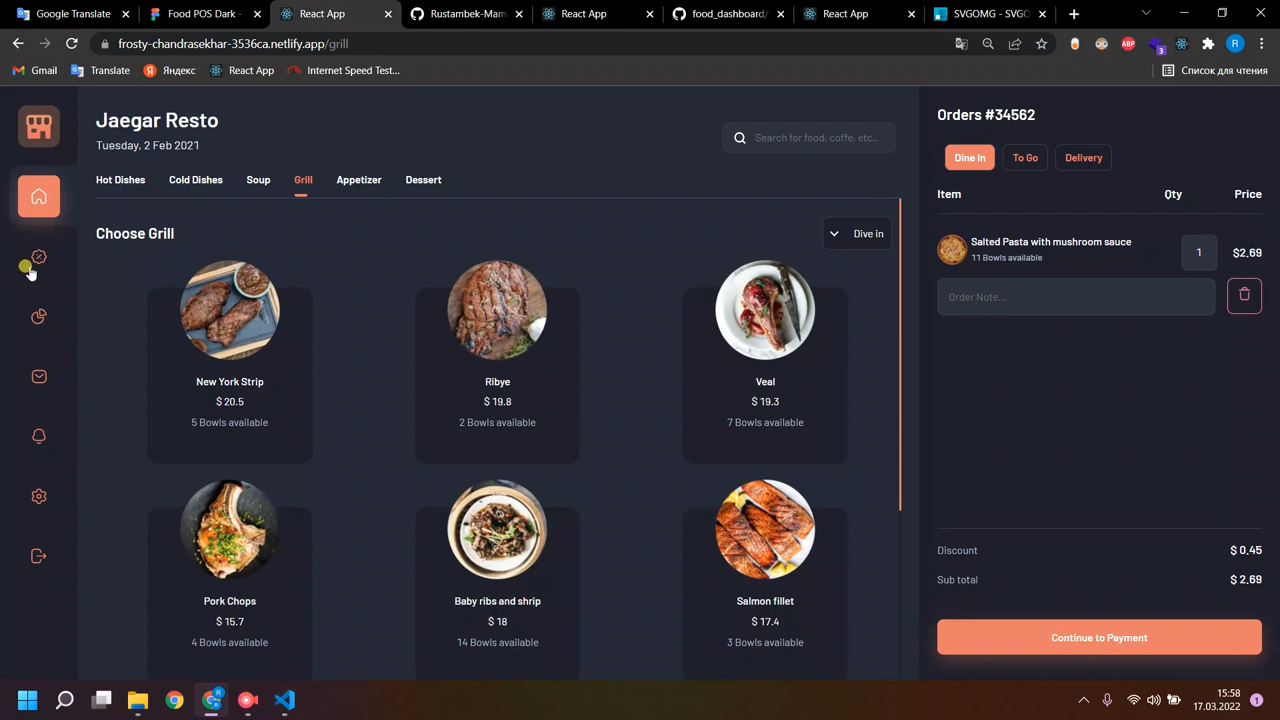 Google Translate
Food POS Dark -
React App
Rustambek-Mam
React App
food_dashboard/
React App
SVGOMG - SVGO
frosty-chandrasekhar-3536ca.netlify.app/grill
ABP
3
R
Gmail
Translate
Яндекс
React App
Internet Speed Test...
Список для чтения
Jaegar Resto
Tuesday, 2 Feb 2021
Search for food, coffe, etc..
Hot Dishes
Cold Dishes
Soup
Grill
Appetizer
Dessert
Choose Grill
Dive in
New York Strip
$ 20.5
5 Bowls available
Ribye
$ 19.8
2 Bowls available
Veal
$ 19.3
7 Bowls available
Pork Chops
$ 15.7
4 Bowls available
Baby ribs and shrip
$ 18
14 Bowls available
Salmon fillet
$ 17.4
3 Bowls available
Orders #34562
Dine In
To Go
Delivery
Item
Qty
Price
Salted Pasta with mushroom sauce
11 Bowls available
1
$2.69
Order Note...
Discount
$ 0.45
Sub total
$ 2.69
Continue to Payment
R
15:58
17.03.2022
1